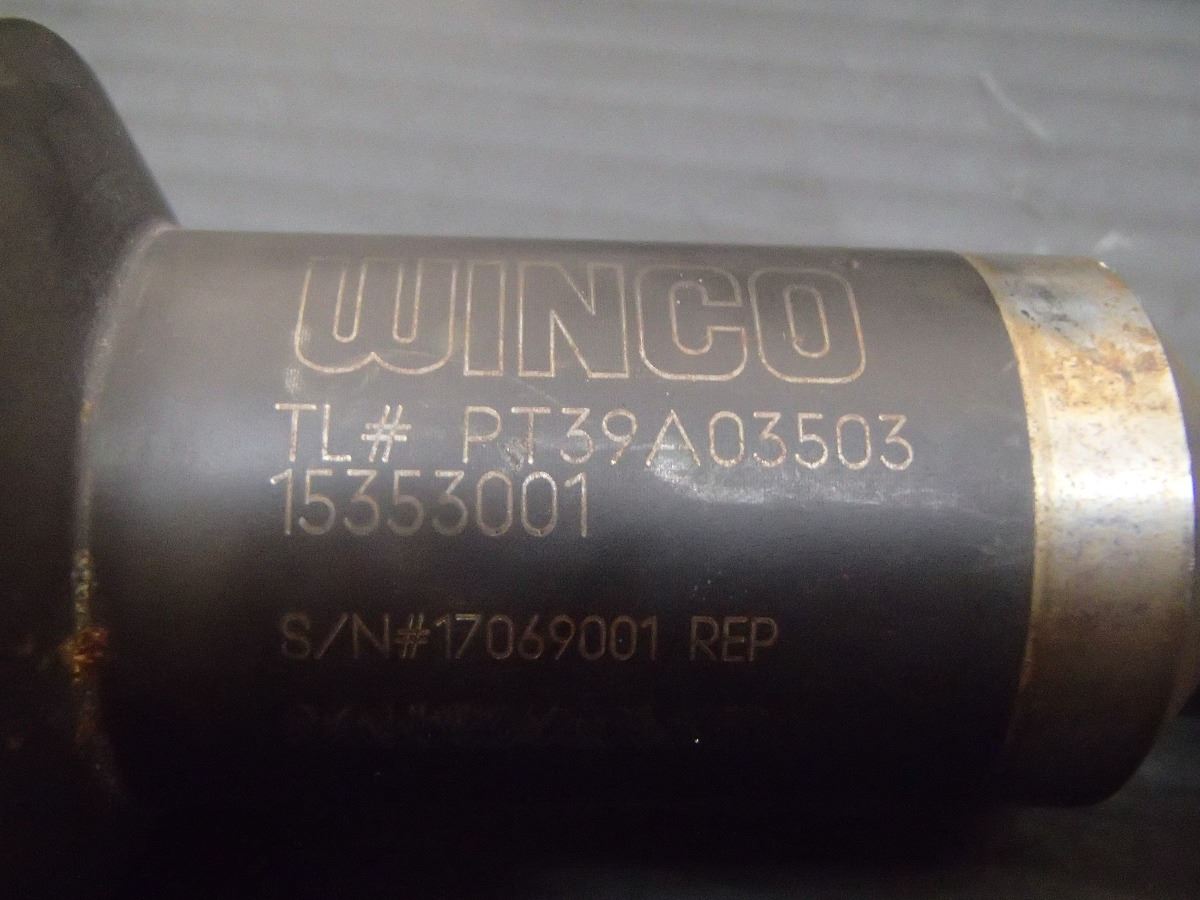 WINCO
TL# PT39A03503
15353001
S/N#17069001 REP